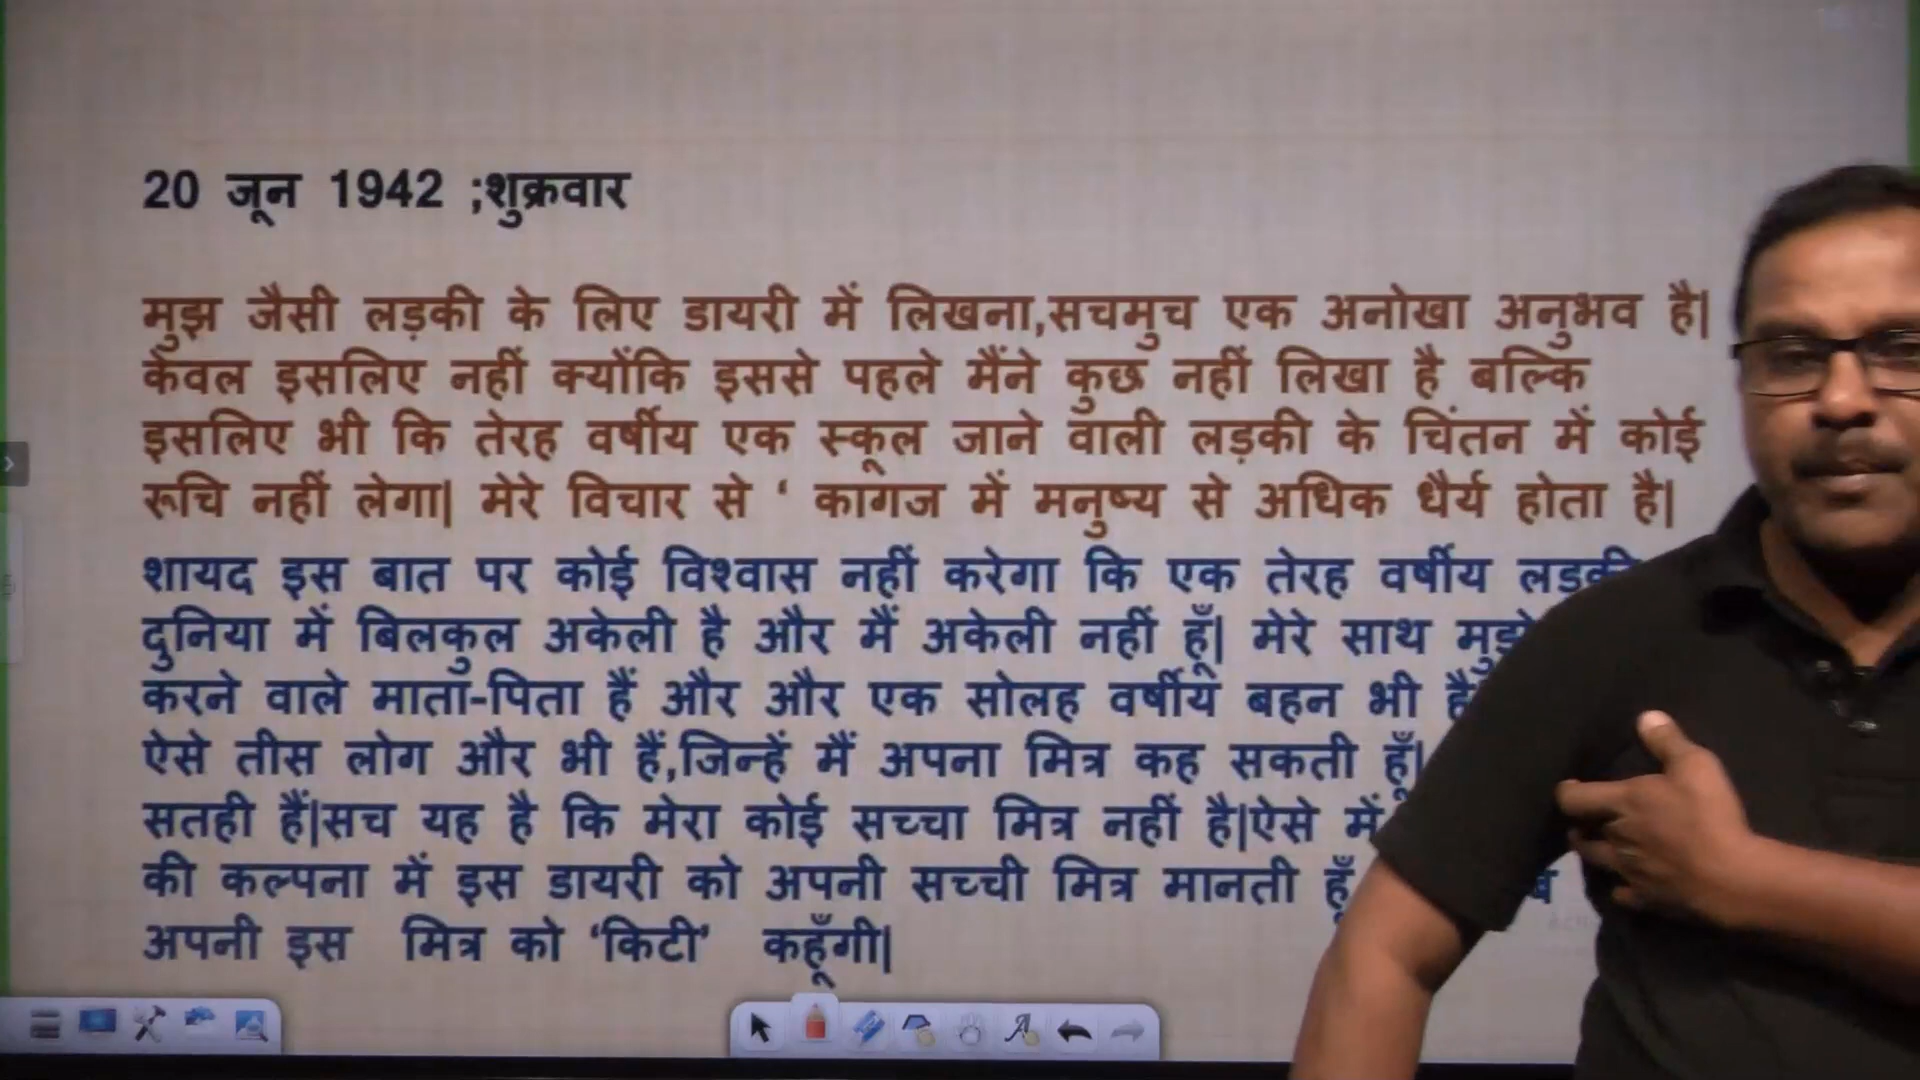 20 जून 1942 ;शुक्रवार
मुझ जैसी लड़की के लिए डायरी में लिखना,सचमुच एक अनोखा अनुभव है|
केवल इसलिए नहीं क्योंकि इससे पहले मैंने कुछ नहीं लिखा है बल्कि
इसलिए भी कि तेरह वर्षीय एक स्कूल जाने वाली लड़की के चिंतन में कोई
रूचि नहीं लेगा| मेरे विचार से ‘ कागज में मनुष्य से अधिक धैर्य होता है|
शायद इस बात पर कोई विश्वास नहीं करेगा कि एक तेरह वर्षीय लड़की
दुनिया में बिलकुल अकेली है और मैं अकेली नहीं हूँ| मेरे साथ
करने वाले माता-पिता हैं और और एक सोलह वर्षीय बहन भी
ऐसे तीस लोग और भी हैं,जिन्हें मैं अपना मित्र कह सकती हूँ|
सतही हैं|सच यह है कि मेरा कोई सच्चा मित्र नहीं है|ऐसे में
की कल्पना में इस डायरी को अपनी सच्ची मित्र मानती हूँ
अपनी इस मित्र को ‘किटी’ कहूँगी|